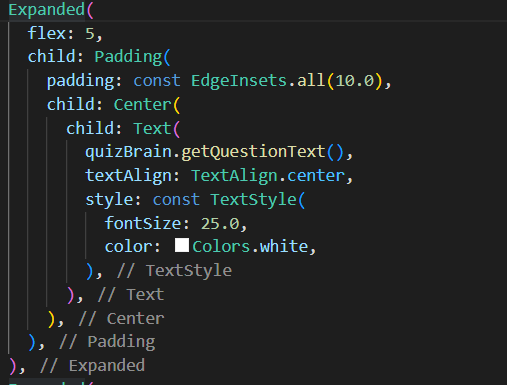 Expanded(
  flex: 5,
  child: Padding(
    padding: const EdgeInsets.all(10.0),
    child: Center(
      child: Text(
        quizBrain.getQuestionText(),
        textAlign: TextAlign.center,
        style: const TextStyle(
          fontSize: 25.0,
          color: Colors.white,
        ), // TextStyle
      ), // Text
    ), // Center
  ), // Padding
), // Expanded
Expanded(